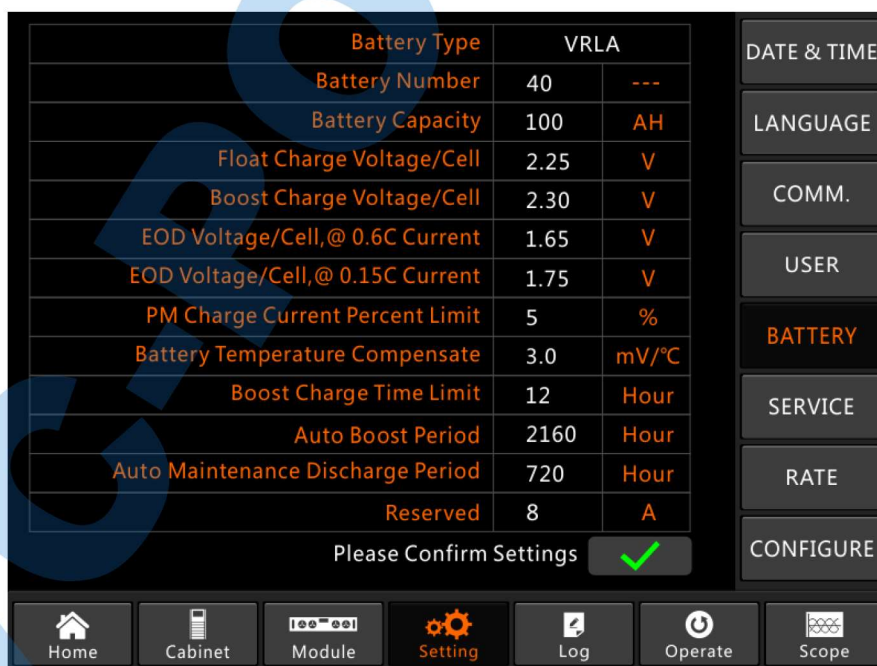 Battery Type VRLA
Battery Number 40 ---
Battery Capacity 100 AH
Float Charge Voltage/Cell 2.25 V
Boost Charge Voltage/Cell 2.30 V
EOD Voltage/Cell,@ 0.6C Current 1.65 V
EOD Voltage/Cell,@ 0.15C Current 1.75 V
PM Charge Current Percent Limit 5 %
Battery Temperature Compensate 3.0 mV/℃
Boost Charge Time Limit 12 Hour
Auto Boost Period 2160 Hour
Auto Maintenance Discharge Period 720 Hour
Reserved 8 A
Please Confirm Settings
DATE & TIME
LANGUAGE
COMM.
USER
BATTERY
SERVICE
RATE
CONFIGURE
Home Cabinet Module Setting Log Operate Scope
C-PO